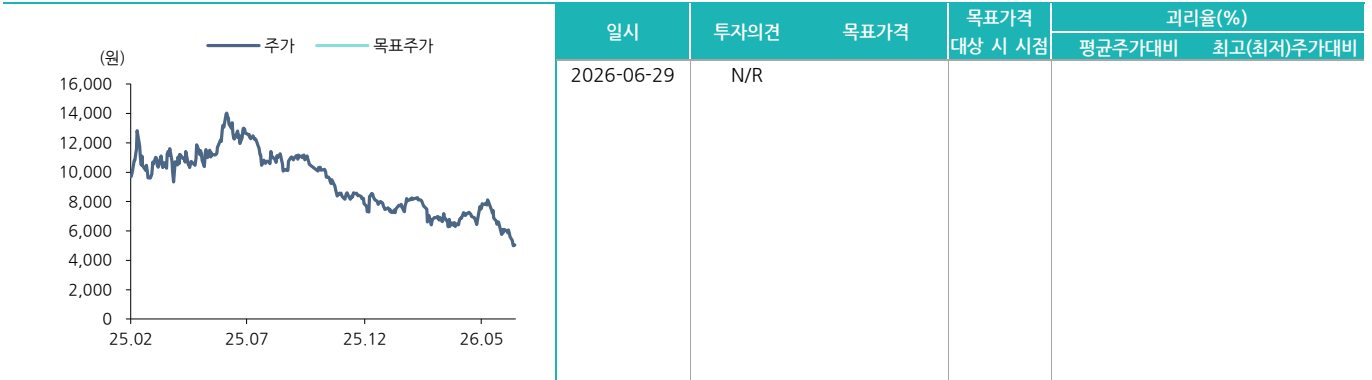 주가 목표주가
(원)
16,000
14,000
12,000
10,000
8,000
6,000
4,000
2,000
0
25.02 25.07 25.12 26.05
일시 투자의견 목표가격 목표가격 대상 시 시점 괴리율(%)
평균주가대비 최고(최저)주가대비
2026-06-29 N/R